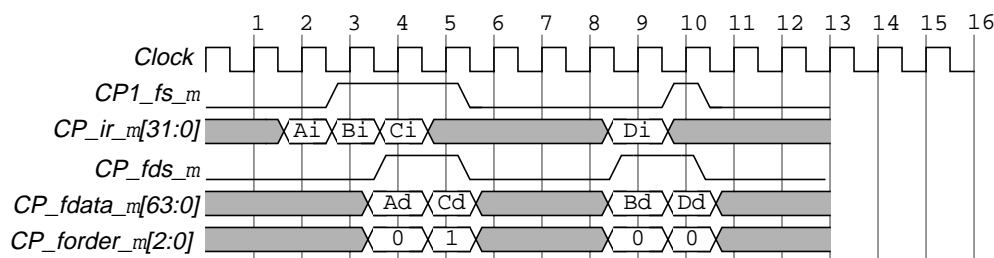 1 2 3 4 5 6 7 8 9 10 11 12 13 14 15 16
Clock
CP1_fs_m
CP_ir_m[31:0] Ai Bi Ci Di
CP_fds_m
CP_fdata_m[63:0] Ad Cd Bd Dd
CP_forder_m[2:0] 0 1 0 0